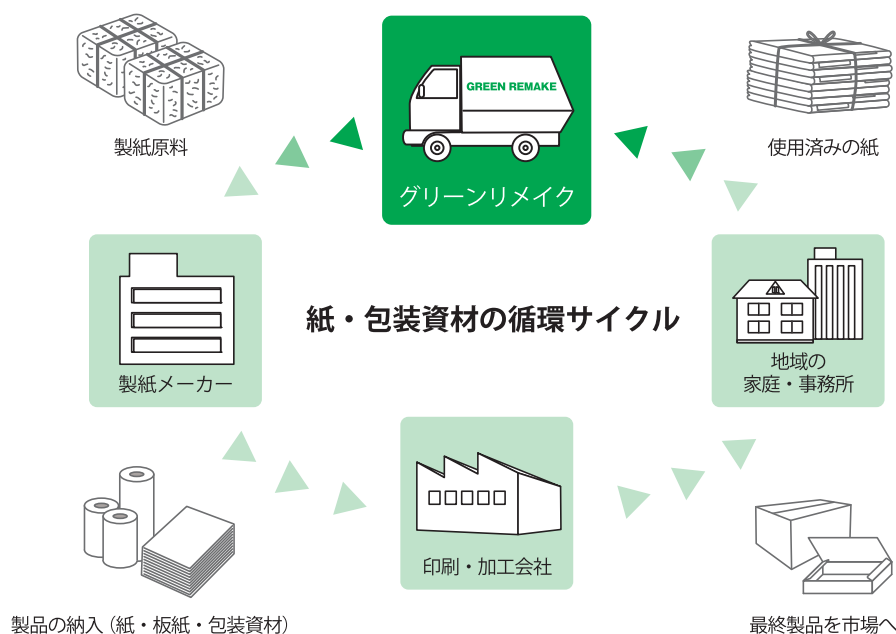 GREEN REMAKE
グリーンリメイク
製紙原料
使用済みの紙
紙・包装資材の循環サイクル
製紙メーカー
地域の
家庭・事務所
印刷・加工会社
製品の納入（紙・板紙・包装資材）
最終製品を市場へ